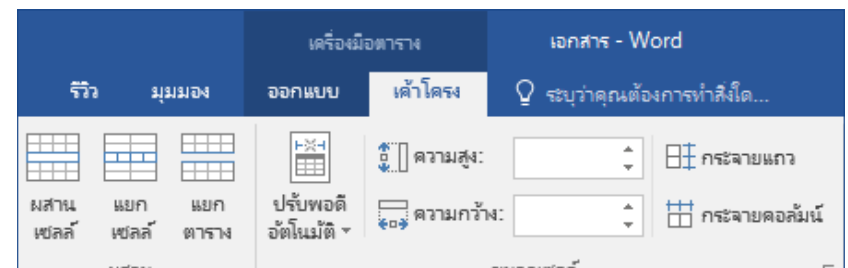 เครื่องมือตาราง
เอกสาร - Word
รีวิว มุมมอง ออกแบบ เค้าโครง ระบุว่าคุณต้องการทำสิ่งใด...
ผสาน เซลล์
แยก เซลล์
แยก ตาราง
ปรับพอดี อัตโนมัติ
ความสูง:
กระจายแถว
ความกว้าง:
กระจายคอลัมน์